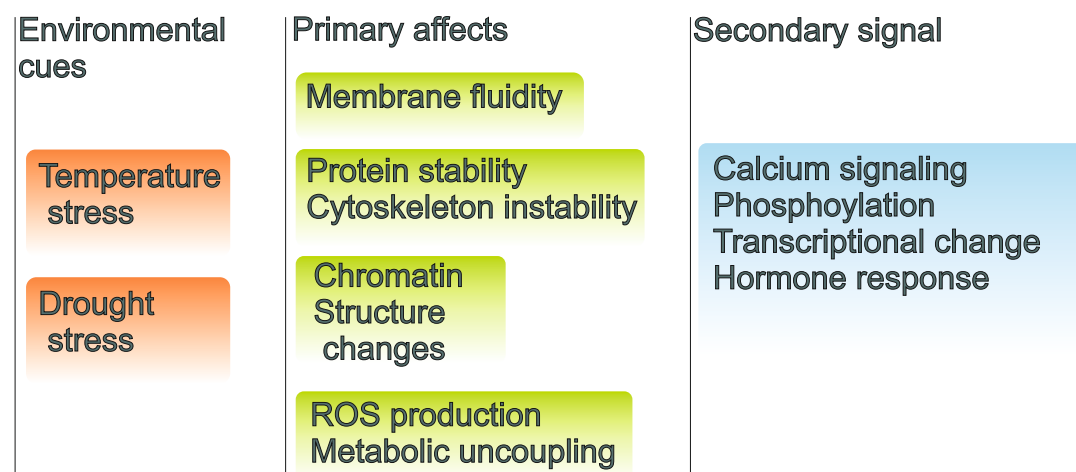 Environmental
cues
Temperature
stress
Drought
stress
Primary affects
Membrane fluidity
Protein stability
Cytoskeleton instability
Chromatin
Structure
changes
ROS production
Metabolic uncoupling
Secondary signal
Calcium signaling
Phosphoylation
Transcriptional change
Hormone response